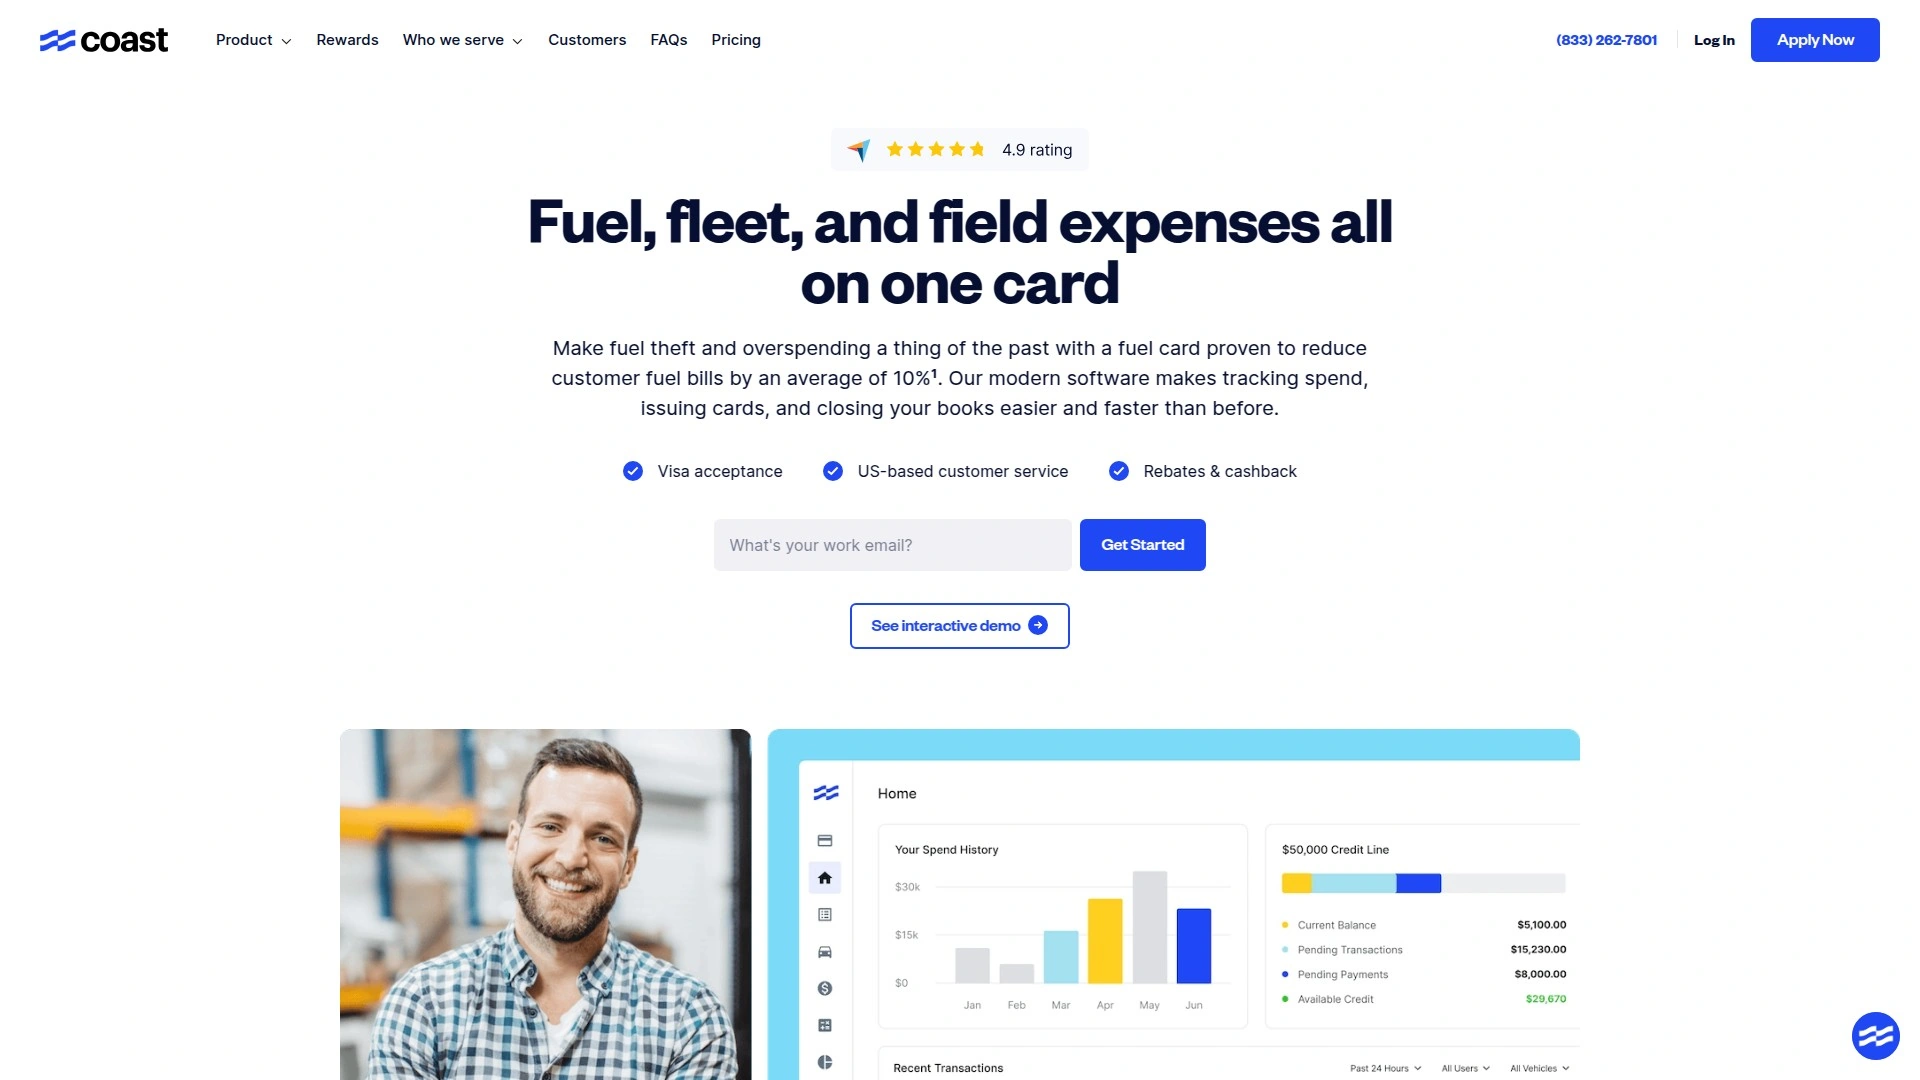 coast
Product
Rewards
Who we serve
Customers
FAQs
Pricing
(833) 262-7801
Log In
Apply Now
4.9 rating
Fuel, fleet, and field expenses all
on one card
Make fuel theft and overspending a thing of the past with a fuel card proven to reduce
customer fuel bills by an average of 10%¹. Our modern software makes tracking spend,
issuing cards, and closing your books easier and faster than before.
Visa acceptance
US-based customer service
Rebates & cashback
What's your work email?
Get Started
See interactive demo
Home
Your Spend History
$30k
$15k
$0
Jan Feb Mar Apr May Jun
$50,000 Credit Line
Current Balance $5,100.00
Pending Transactions $15,230.00
Pending Payments $8,000.00
Available Credit $29,670
Recent Transactions
Past 24 Hours
All Users
All Vehicles